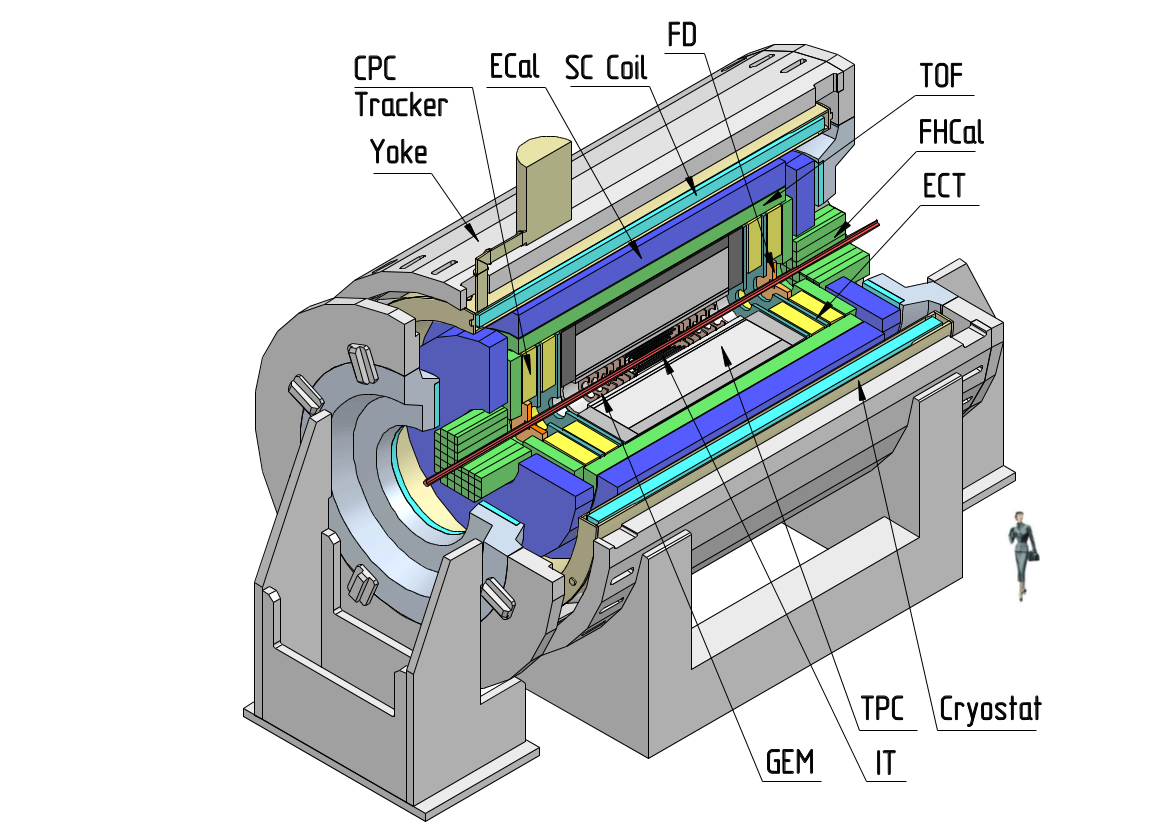 FD
CPC
Tracker
ECal
SC Coil
TOF
Yoke
FHCal
ECT
TPC
Cryostat
GEM
IT